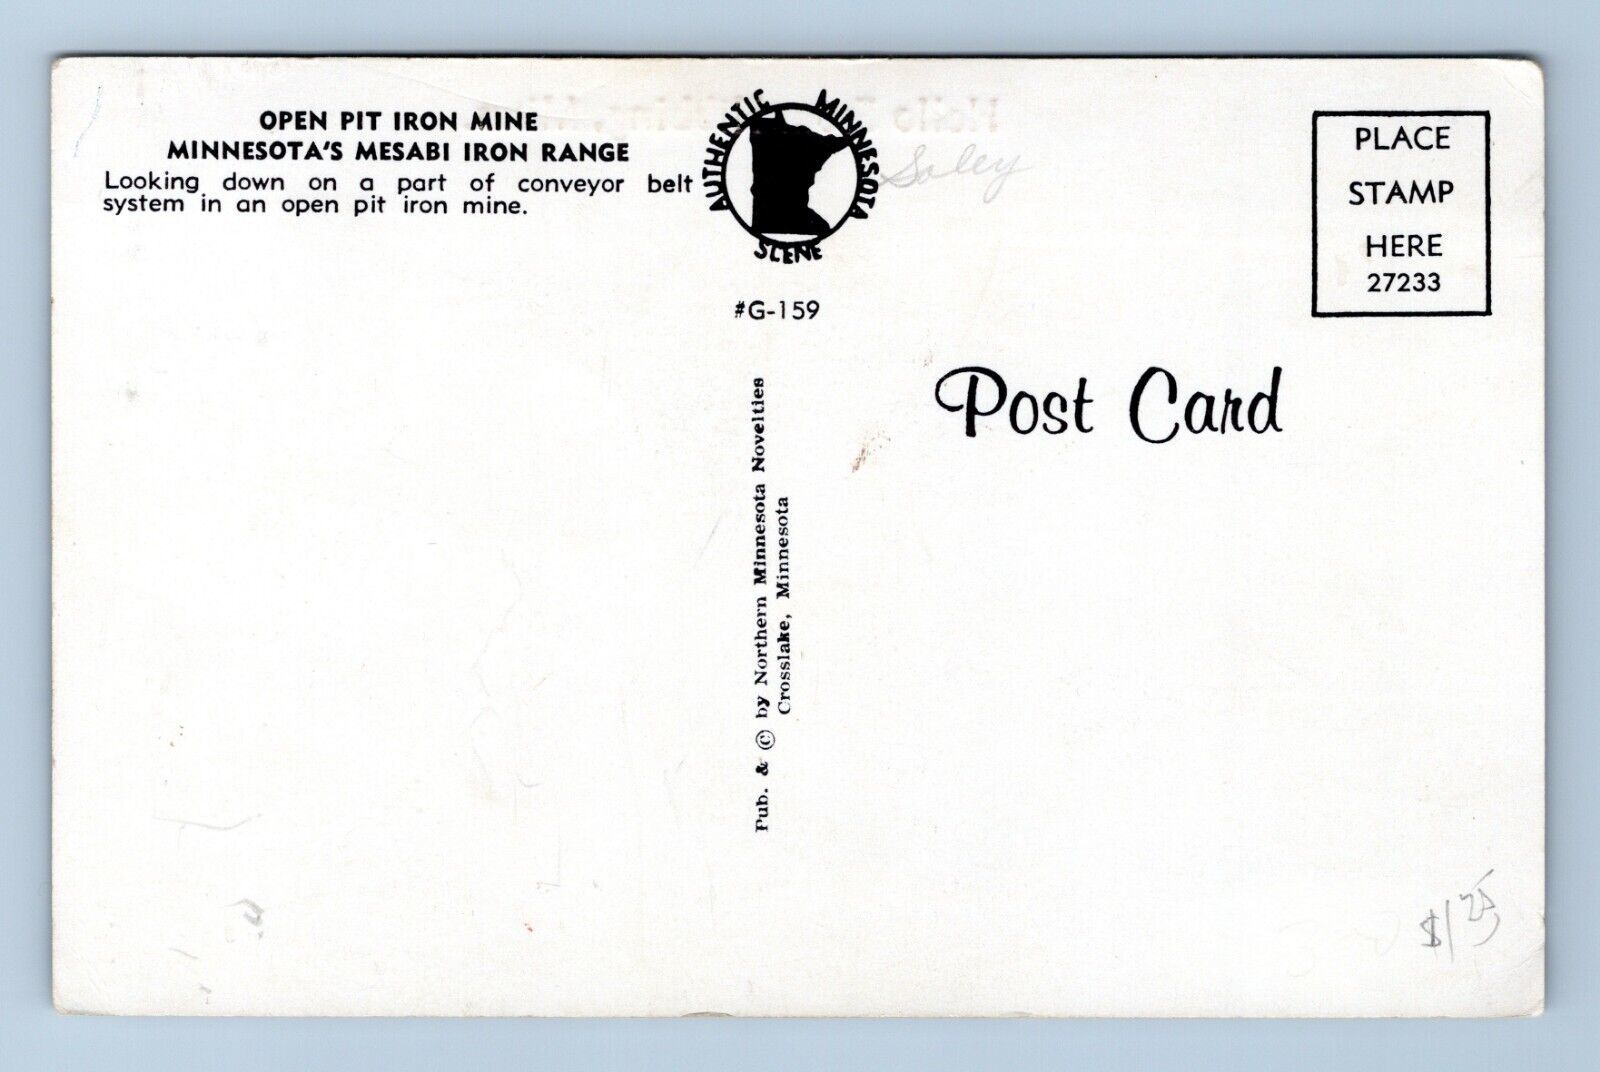 OPEN PIT IRON MINE
MINNESOTA'S MESABI IRON RANGE
Looking down on a part of conveyor belt
system in an open pit iron mine.
AUTHENTIC MINNESOTA
SCENE
Soley
#G-159
PLACE
STAMP
HERE
27233
Post Card
Pub. & © by Northern Minnesota Novelties
Crosslake, Minnesota
$1 25